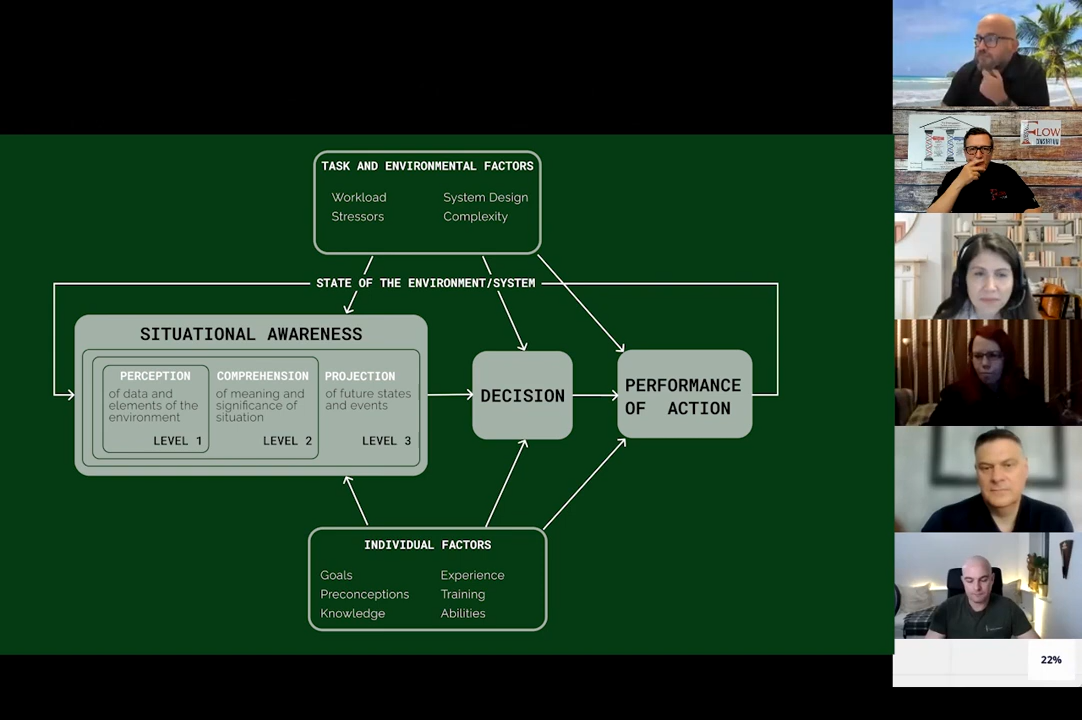 TASK AND ENVIRONMENTAL FACTORS
Workload
System Design
Stressors
Complexity
STATE OF THE ENVIRONMENT/SYSTEM
SITUATIONAL AWARENESS
PERCEPTION
of data and
elements of the
environment
LEVEL 1
COMPREHENSION
of meaning and
significance of
situation
LEVEL 2
PROJECTION
of future states
and events
LEVEL 3
DECISION
PERFORMANCE
OF ACTION
INDIVIDUAL FACTORS
Goals
Experience
Preconceptions
Training
Knowledge
Abilities
FLOW
22%